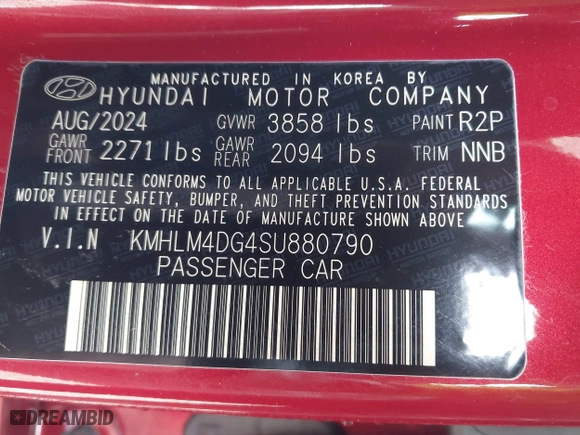 MANUFACTURED IN KOREA BY
HYUNDAI MOTOR COMPANY
AUG/2024 GVWR 3858 lbs PAINT R2P
GAWR FRONT 2271 lbs GAWR REAR 2094 lbs TRIM NNB
THIS VEHICLE CONFORMS TO ALL APPLICABLE U.S.A. FEDERAL
MOTOR VEHICLE SAFETY, BUMPER, AND THEFT PREVENTION STANDARDS
IN EFFECT ON THE DATE OF MANUFACTURE SHOWN ABOVE.
V.I.N KMHLM4DG4SU880790
PASSENGER CAR
DREAMBID